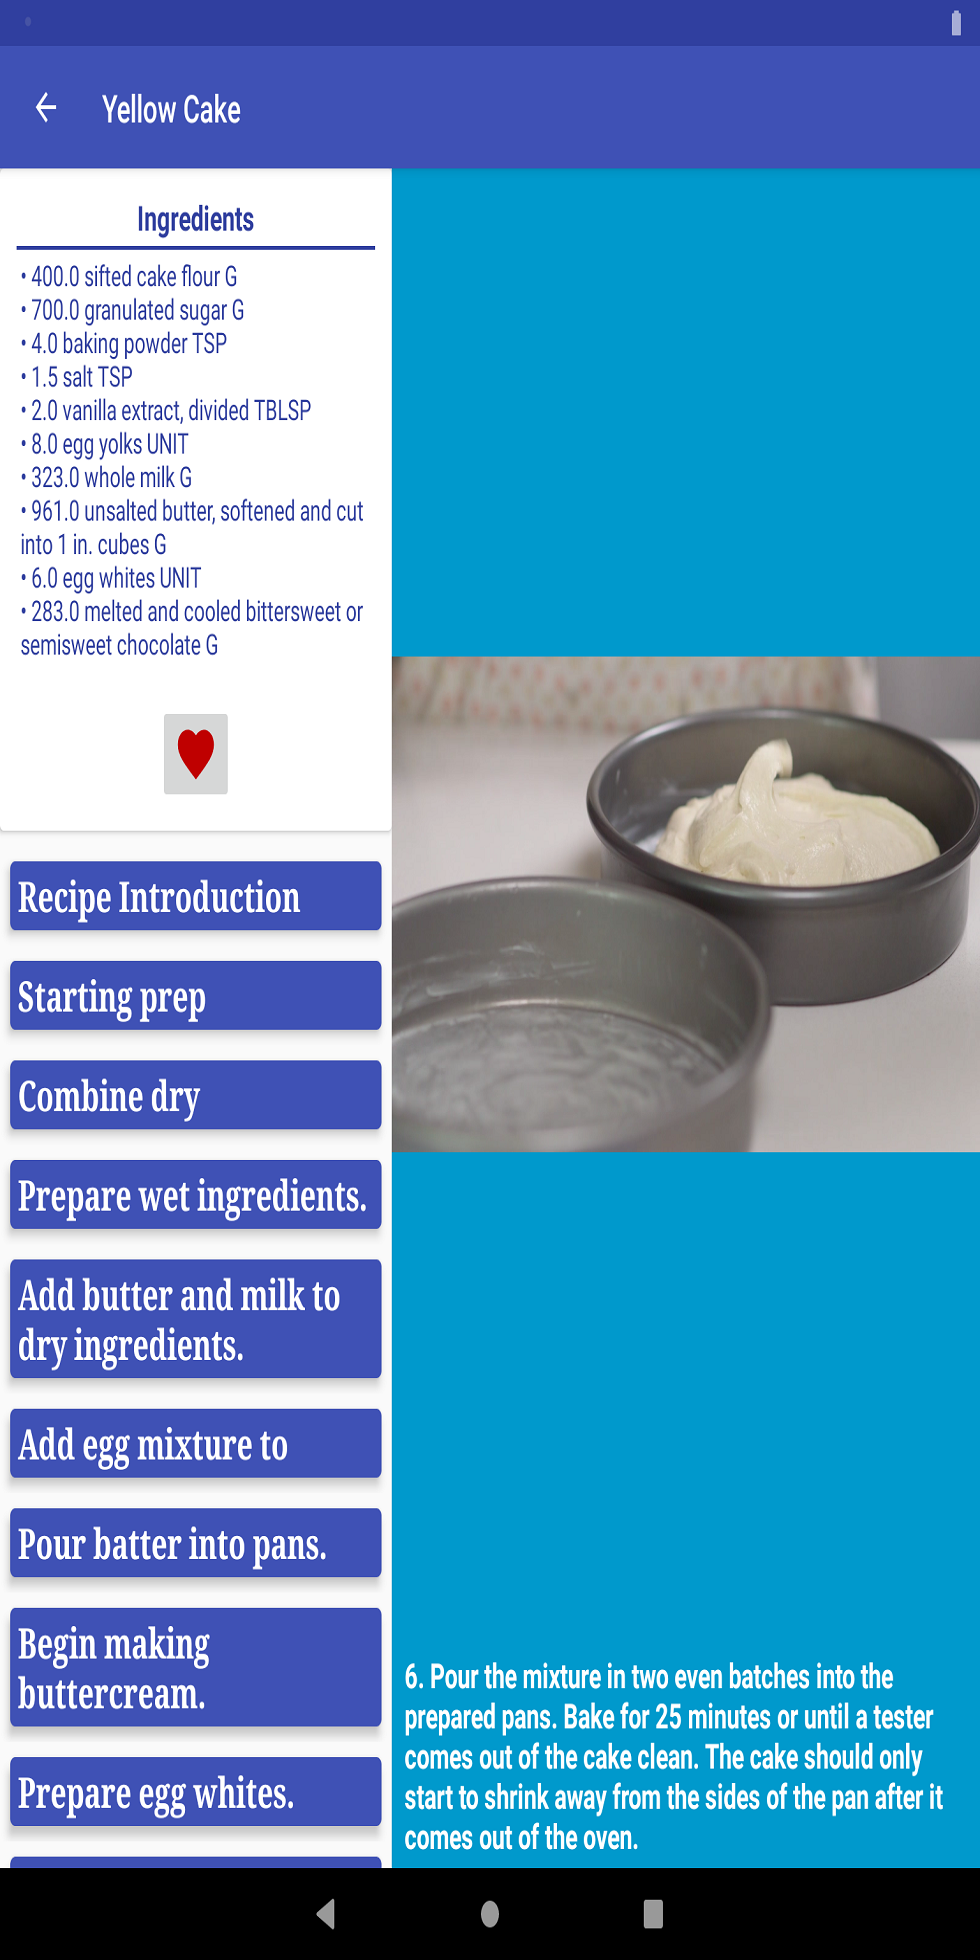 Yellow Cake
Ingredients
• 400.0 sifted cake flour G
• 700.0 granulated sugar G
• 4.0 baking powder TSP
• 1.5 salt TSP
• 2.0 vanilla extract, divided TBLSP
• 8.0 egg yolks UNIT
• 323.0 whole milk G
• 961.0 unsalted butter, softened and cut
into 1 in. cubes G
• 6.0 egg whites UNIT
• 283.0 melted and cooled bittersweet or
semisweet chocolate G
Recipe Introduction
Starting prep
Combine dry
Prepare wet ingredients.
Add butter and milk to
dry ingredients.
Add egg mixture to
Pour batter into pans.
Begin making
buttercream.
Prepare egg whites.
6. Pour the mixture in two even batches into the
prepared pans. Bake for 25 minutes or until a tester
comes out of the cake clean. The cake should only
start to shrink away from the sides of the pan after it
comes out of the oven.